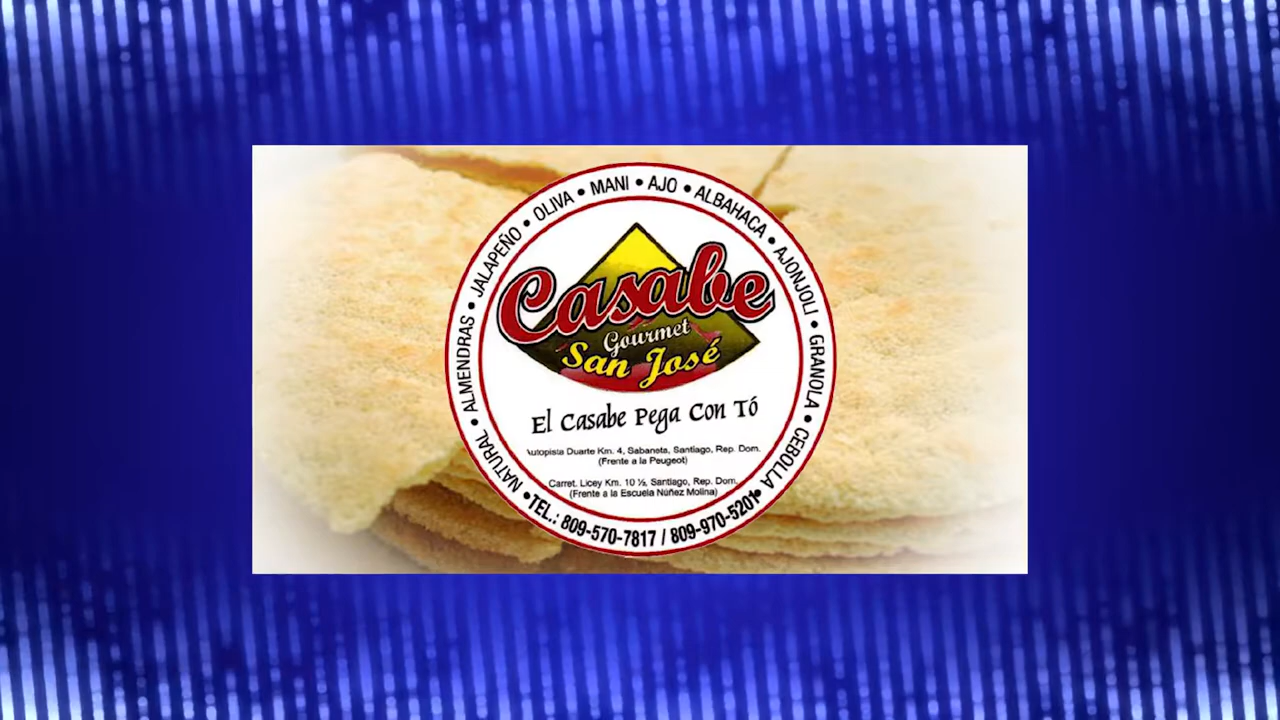 NATURAL • ALMENDRAS • JALAPEÑO • OLIVA • MANI • AJO • ALBAHACA • AJONJOLI • GRANOLA • CEBOLLA
Casabe
Gourmet
San José
El Casabe Pega Con Tó
Autopista Duarte Km. 4, Sabaneta, Santiago, Rep. Dom.
(Frente a la Peugeot)
Carret. Licey Km. 10 ½, Santiago, Rep. Dom.
(Frente a la Escuela Núñez Molina)
• TEL.: 809-570-7817 / 809-970-5201 •